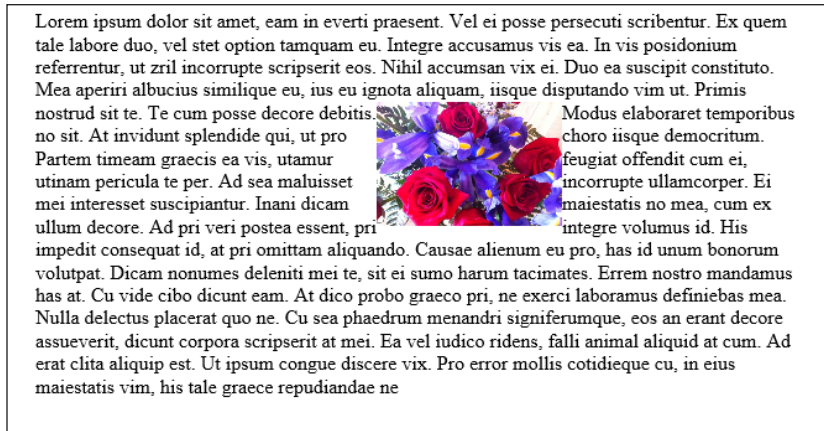 Lorem ipsum dolor sit amet, eam in everti praesent. Vel ei posse persecuti scribentur. Ex quem
tale labore duo, vel stet option tamquam eu. Integre accusamus vis ea. In vis posidonium
referrentur, ut zril incorrupte scripserit eos. Nihil accumsan vix ei. Duo ea suscipit constituto.
Mea aperiri albucius similique eu, ius eu ignota aliquam, iisque disputando vim ut. Primis
nostrud sit te. Te cum posse decore debitis. Modus elaboraret temporibus
no sit. At invidunt splendide qui, ut pro choro iisque democritum.
Partem timeam graecis ea vis, utamur feugiat offendit cum ei,
utinam pericula te per. Ad sea maluisset incorrupte ullamcorper. Ei
mei interesset suscipiantur. Inani dicam maiestatis no mea, cum ex
ullum decore. Ad pri veri postea essent, pri integre volumus id. His
impedit consequat id, at pri omittam aliquando. Causae alienum eu pro, has id unum bonorum
volutpat. Dicam nonumes deleniti mei te, sit ei sumo harum tacimates. Errem nostro mandamus
has at. Cu vide cibo dicunt eam. At dico probo graeco pri, ne exerci laboramus definiebas mea.
Nulla delectus placerat quo ne. Cu sea phaedrum menandri signiferumque, eos an erant decore
assueverit, dicunt corpora scripserit at mei. Ea vel iudico ridens, falli animal aliquid at cum. Ad
erat clita aliquip est. Ut ipsum congue discere vix. Pro error mollis cotidieque cu, in eius
maiestatis vim, his tale graece repudiandae ne